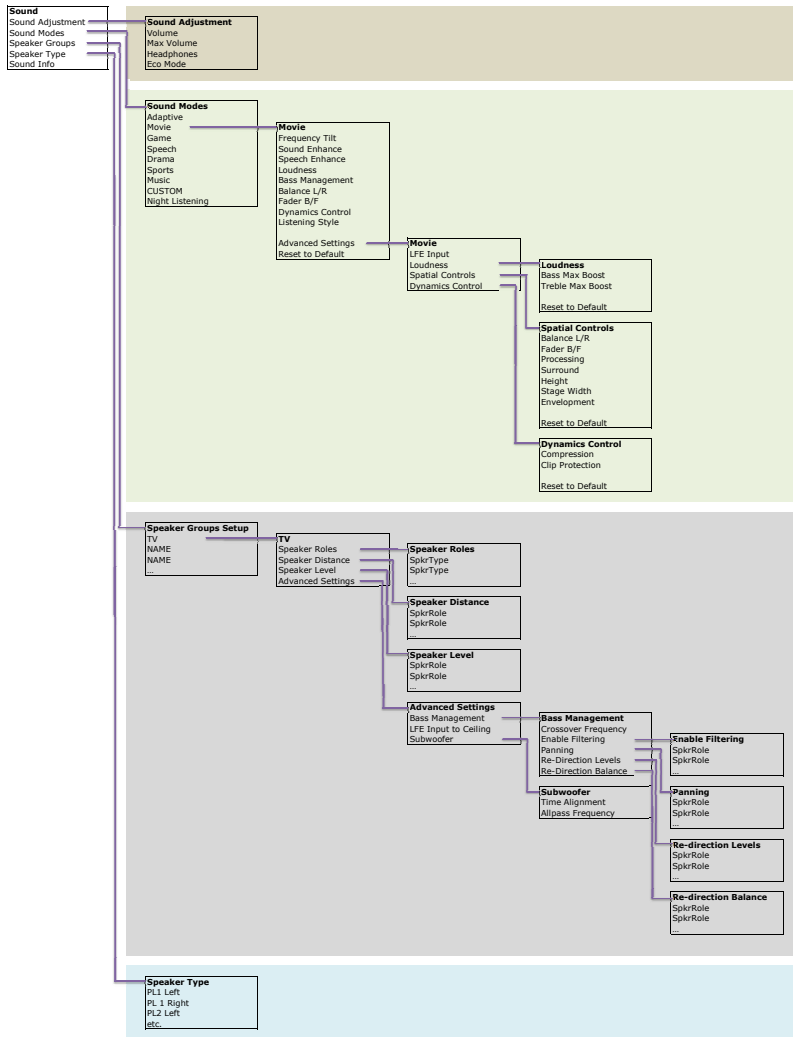 Sound
Sound Adjustment
Sound Modes
Speaker Groups
Speaker Type
Sound Info
Sound Adjustment
Volume
Max Volume
Headphones
Eco Mode
Sound Modes
Adaptive
Movie
Game
Speech
Drama
Sports
Music
CUSTOM
Night Listening
Movie
Frequency Tilt
Sound Enhance
Speech Enhance
Loudness
Bass Management
Balance L/R
Fader B/F
Dynamics Control
Listening Style
Advanced Settings
Reset to Default
Movie
LFE Input
Loudness
Spatial Controls
Dynamics Control
Loudness
Bass Max Boost
Treble Max Boost
Reset to Default
Spatial Controls
Balance L/R
Fader B/F
Processing
Surround
Height
Stage Width
Envelopment
Reset to Default
Dynamics Control
Compression
Clip Protection
Reset to Default
Speaker Groups Setup
TV
NAME
NAME
...
TV
Speaker Roles
Speaker Distance
Speaker Level
Advanced Settings
Speaker Roles
SpkrType
SpkrType
...
Speaker Distance
SpkrRole
SpkrRole
...
Speaker Level
SpkrRole
SpkrRole
...
Advanced Settings
Bass Management
LFE Input to Ceiling
Subwoofer
Bass Management
Crossover Frequency
Enable Filtering
Panning
Re-Direction Levels
Re-Direction Balance
Subwoofer
Time Alignment
Allpass Frequency
Enable Filtering
SpkrRole
SpkrRole
...
Panning
SpkrRole
SpkrRole
...
Re-direction Levels
SpkrRole
SpkrRole
...
Re-direction Balance
SpkrRole
SpkrRole
...
Speaker Type
PL1 Left
PL 1 Right
PL2 Left
etc.